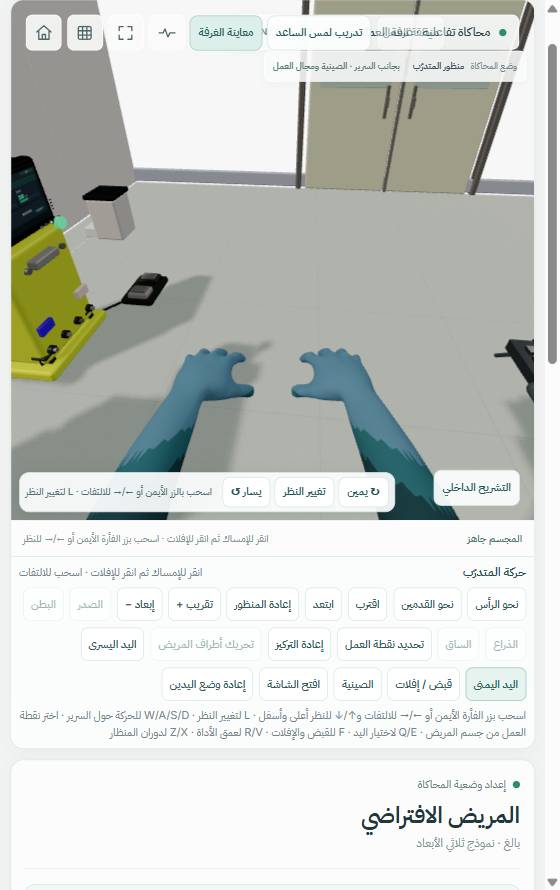 محاكاة تفاعلية
تدريب لمس الساعد
معاينة الغرفة
وضع المحاكاة منظور المتدرّب بجانب السرير · الصينية ومجال العمل
التشريح الداخلي
↻ يمين
تغيير النظر
يسار ↺
اسحب بالزر الأيمن أو ←/→ للالتفات · L لتغيير النظر
المجسم جاهز
انقر للإمساك ثم انقر للإفلات · اسحب بزر الفأرة الأيمن أو ←/→ للنظر
حركة المتدرّب
انقر للإمساك ثم انقر للإفلات · اسحب للالتفات
نحو الرأس
نحو القدمين
اقترب
ابتعد
إعادة المنظور
تقريب +
إبعاد −
الصدر
البطن
الذراع
الساق
تحديد نقطة العمل
إعادة التركيز
تحريك أطراف المريض
اليد اليسرى
اليد اليمنى
قبض / إفلات
الصينية
افتح الشاشة
إعادة وضع اليدين
اسحب بزر الفأرة الأيمن أو ←/→ للالتفات و↑/↓ للنظر أعلى وأسفل · L لتغيير النظر · W/A/S/D للحركة حول السرير · اختر نقطة
العمل من جسم المريض · Q/E لاختيار اليد · F للقبض والإفلات · R/V لعمق الأداة · Z/X لدوران المنظار
إعداد وضعية المحاكاة
المريض الافتراضي
بالغ · نموذج ثلاثي الأبعاد